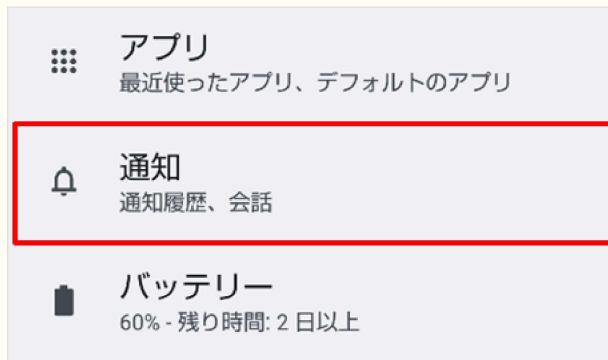 アプリ
最近使ったアプリ、デフォルトのアプリ
通知
通知履歴、会話
バッテリー
60% - 残り時間: 2 日以上